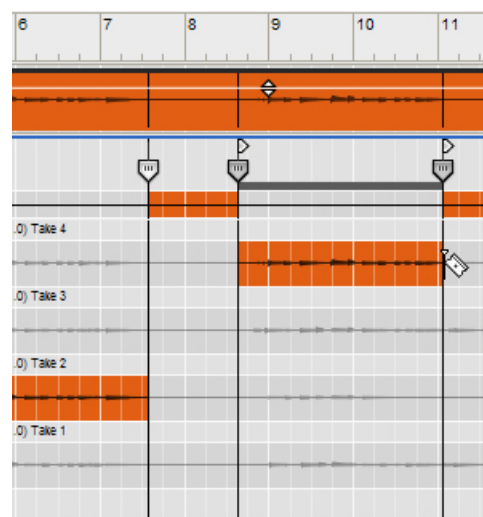 6 7 8 9 10 11
.0) Take 4
.0) Take 3
.0) Take 2
.0) Take 1